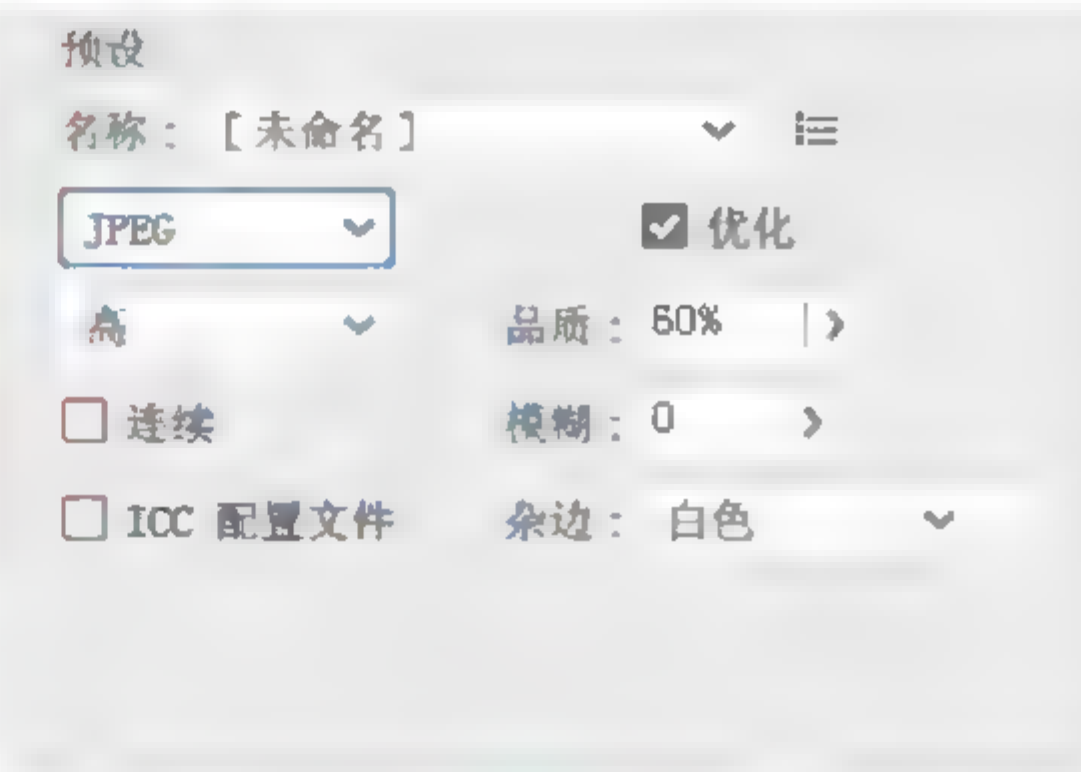 预设
名称： [未命名]
JPEG 优化
高 品质： 60%
连续 模糊： 0
ICC 配置文件 杂边： 白色